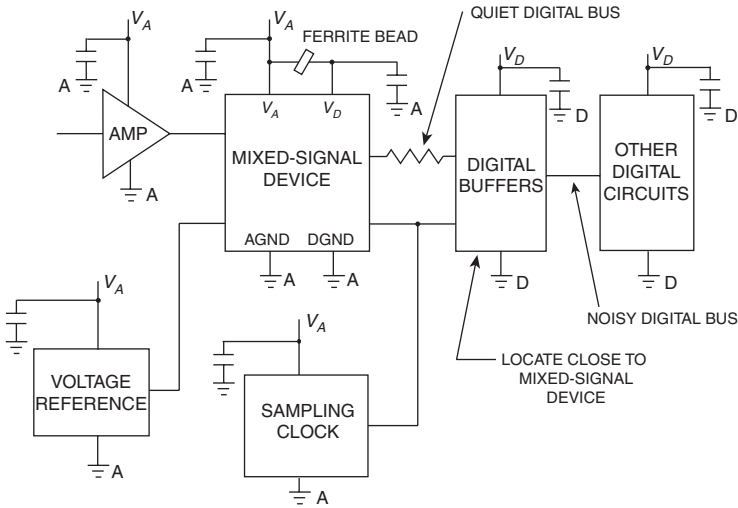 QUIET DIGITAL BUS
V_A
V_A
FERRITE BEAD
V_D
V_D
A
A
A
D
D
V_A V_D
AMP
MIXED-SIGNAL
DEVICE
DIGITAL
BUFFERS
OTHER
DIGITAL
CIRCUITS
A
AGND DGND
A
A
D
D
V_A
V_A
NOISY DIGITAL BUS
LOCATE CLOSE TO
MIXED-SIGNAL
DEVICE
VOLTAGE
REFERENCE
SAMPLING
CLOCK
A
A